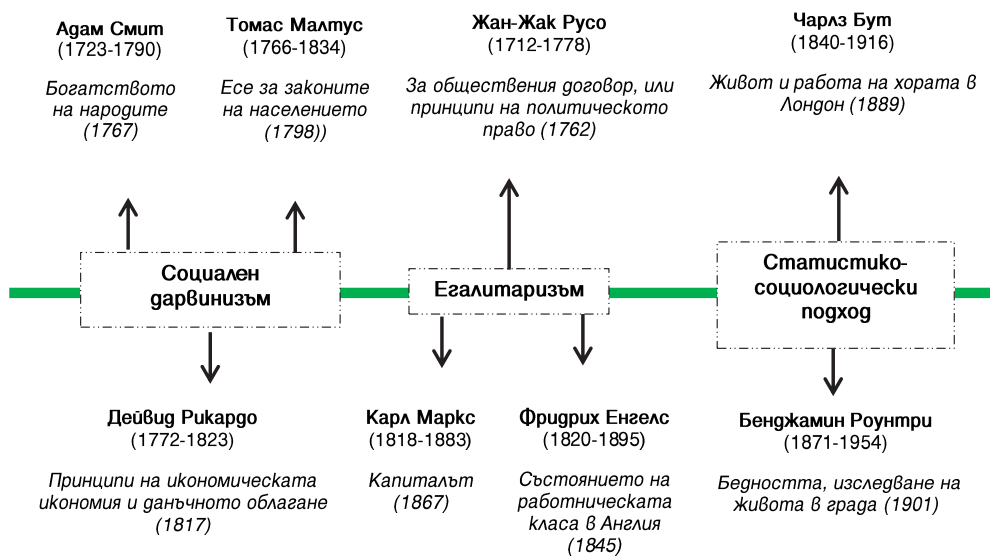 Адам Смит
(1723-1790)
Богатството
на народите
(1767)
Томас Малтус
(1766-1834)
Есе за законите
на населението
(1798))
Жан-Жак Русо
(1712-1778)
За обществения договор, или
принципи на политическото
право (1762)
Чарлз Бут
(1840-1916)
Живот и работа на хората в
Лондон (1889)
Социален
дарвинизъм
Егалитаризъм
Статистико-
социологически
подход
Дейвид Рикардо
(1772-1823)
Принципи на икономическата
икономия и данъчното облагане
(1817)
Карл Маркс
(1818-1883)
Капиталът
(1867)
Фридрих Енгелс
(1820-1895)
Състоянието на
работническата
класа в Англия
(1845)
Бенджамин Роунтри
(1871-1954)
Бедността, изследване на
живота в града (1901)